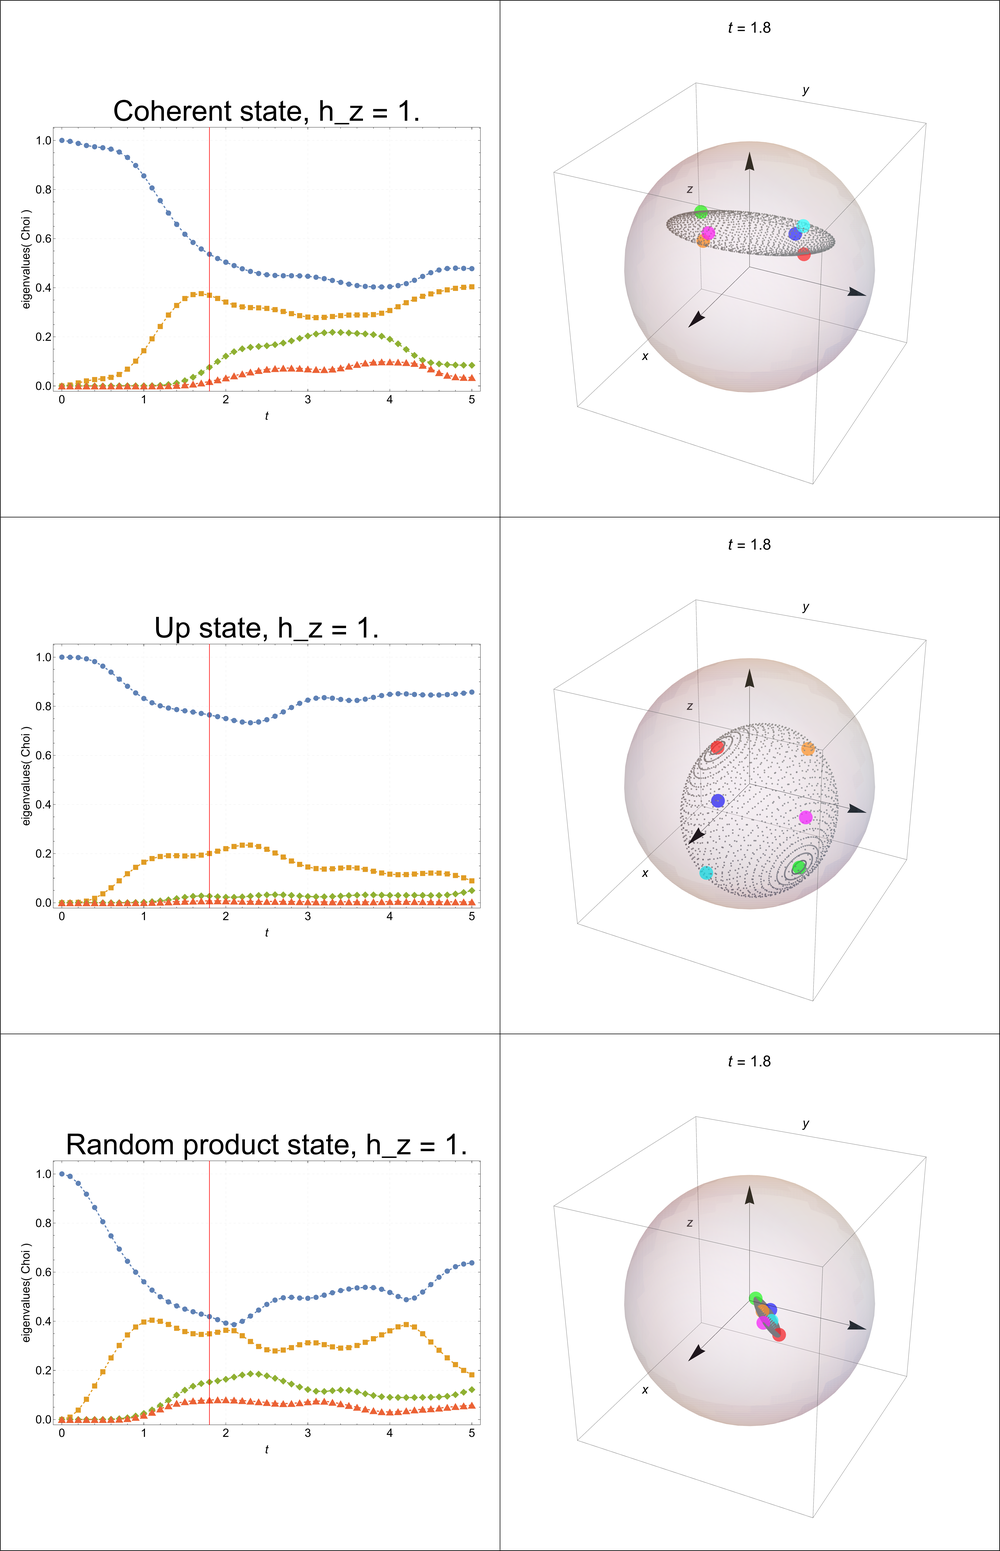 t = 1.8
y
Coherent state, h_z = 1.
1.0
0.8
0.6
0.4
0.2
0.0
eigenvalues( Choi )
0 1 2 3 4 5
t
z
x
t = 1.8
y
Up state, h_z = 1.
1.0
0.8
0.6
0.4
0.2
0.0
eigenvalues( Choi )
0 1 2 3 4 5
t
z
x
t = 1.8
y
Random product state, h_z = 1.
1.0
0.8
0.6
0.4
0.2
0.0
eigenvalues( Choi )
0 1 2 3 4 5
t
z
x